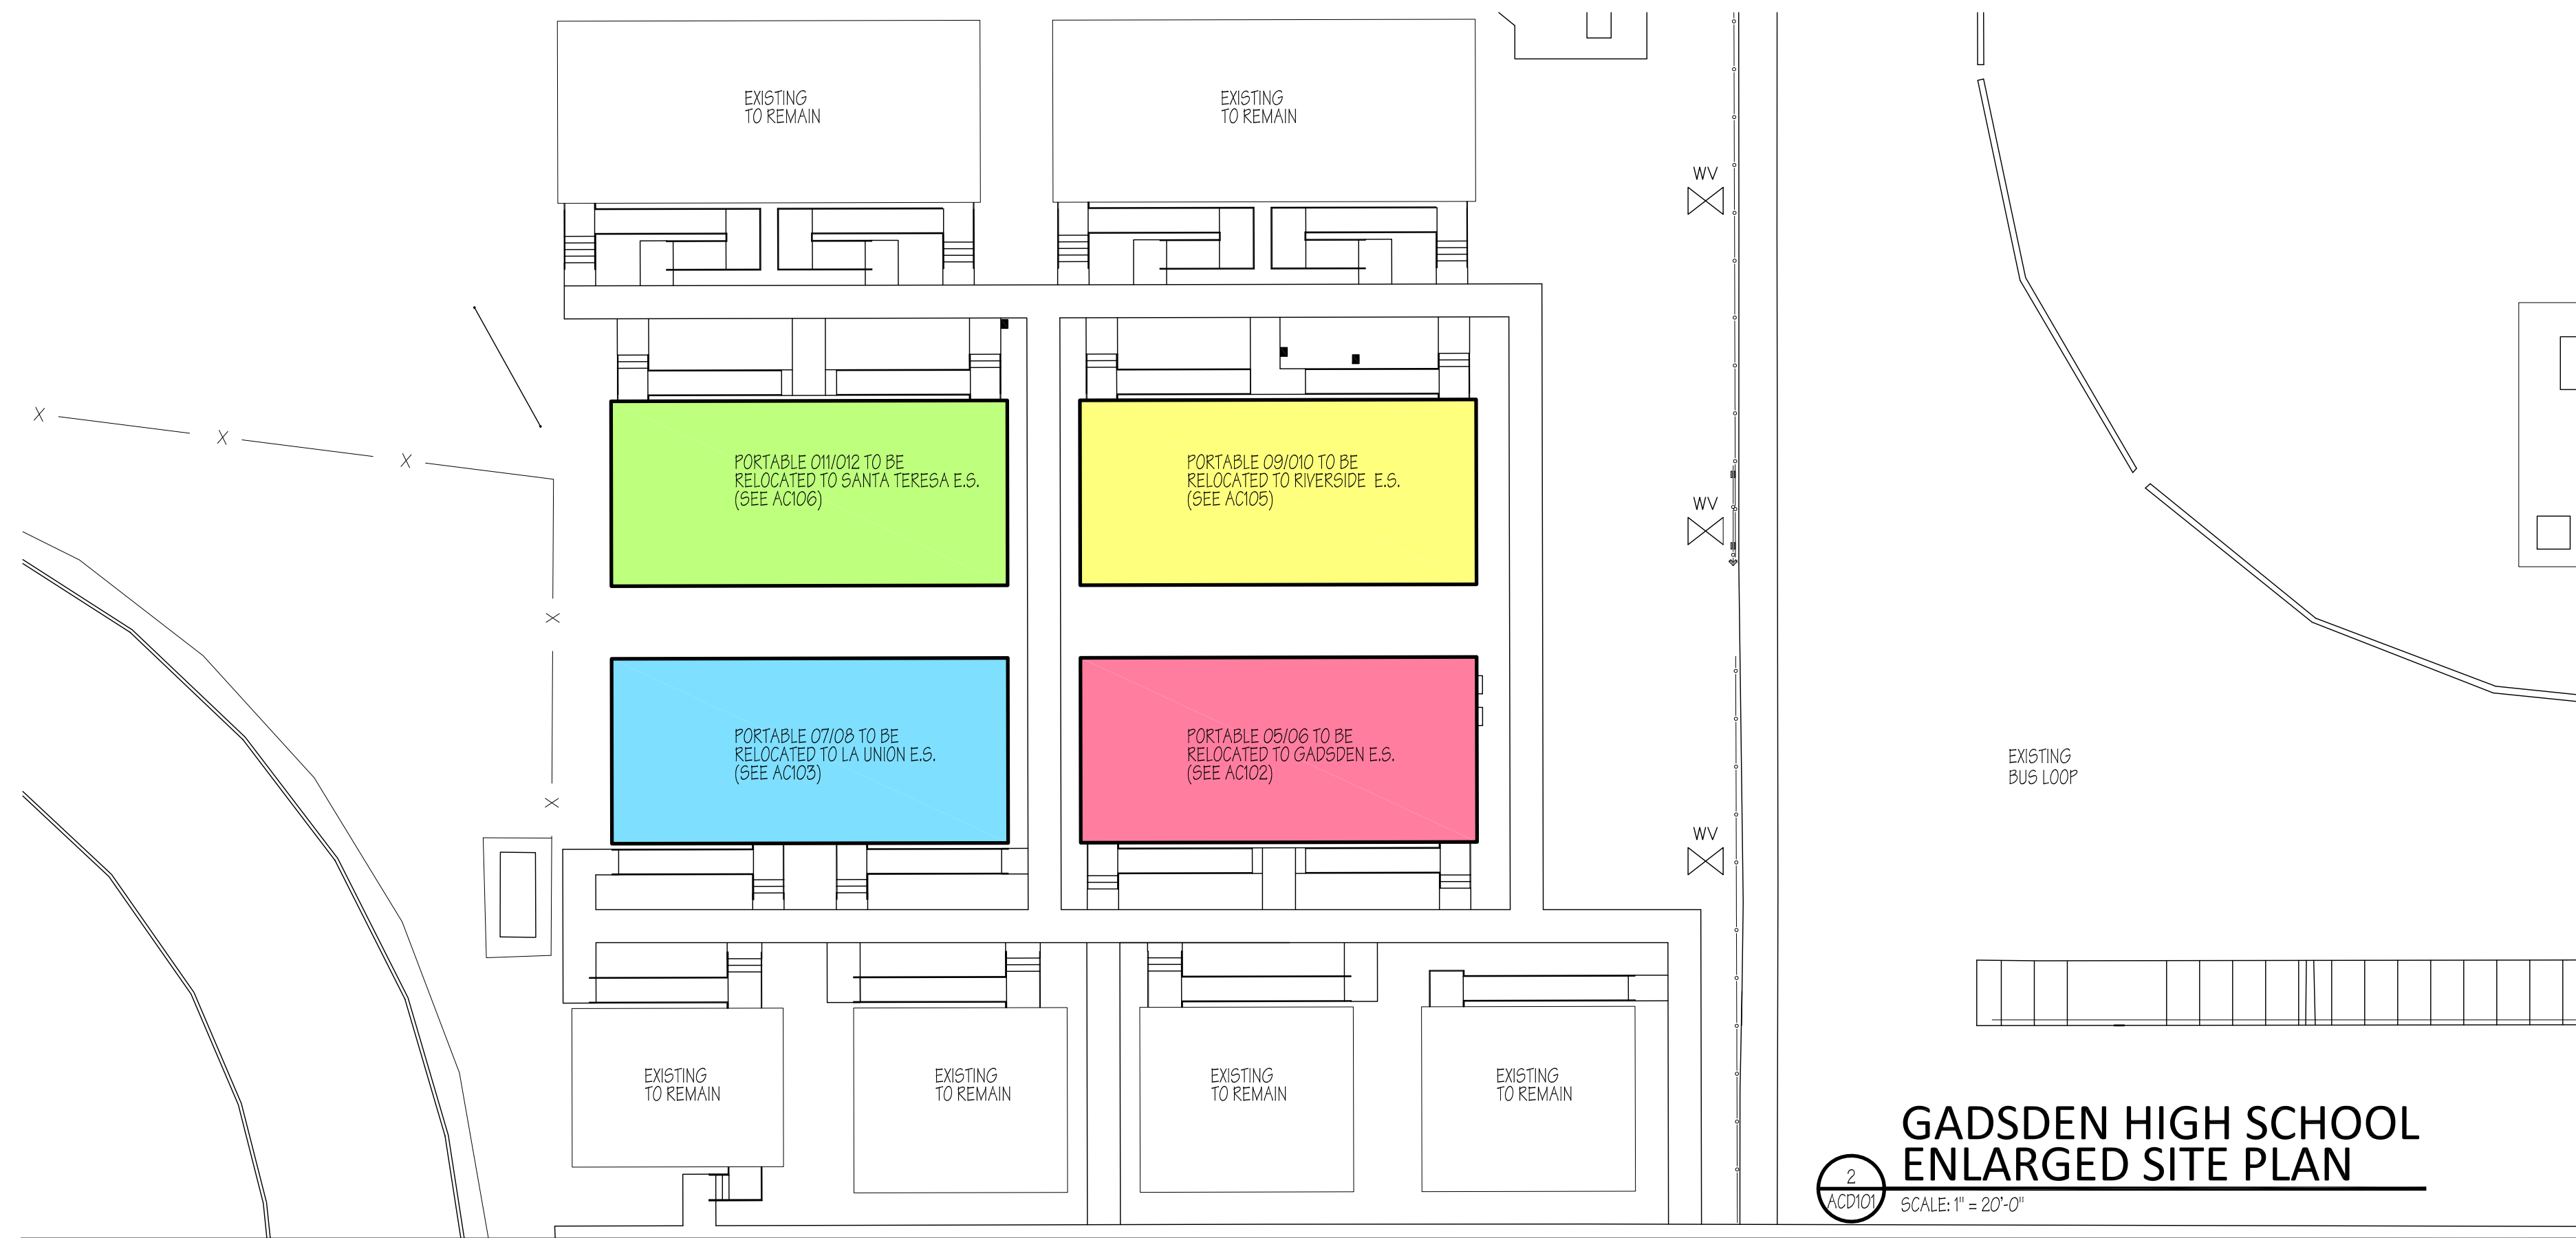 EXISTING
TO REMAIN
EXISTING
TO REMAIN
WV
X
X
X
PORTABLE 011/012 TO BE
RELOCATED TO SANTA TERESA E.S.
(SEE AC106)
PORTABLE 09/010 TO BE
RELOCATED TO RIVERSIDE E.S.
(SEE AC105)
WV
X
PORTABLE 07/08 TO BE
RELOCATED TO LA UNION E.S.
(SEE AC103)
PORTABLE 05/06 TO BE
RELOCATED TO GADSDEN E.S.
(SEE AC102)
EXISTING
BUS LOOP
X
WV
EXISTING
TO REMAIN
EXISTING
TO REMAIN
EXISTING
TO REMAIN
EXISTING
TO REMAIN
GADSDEN HIGH SCHOOL
ENLARGED SITE PLAN
2
ACD101
SCALE: 1" = 20'-0"